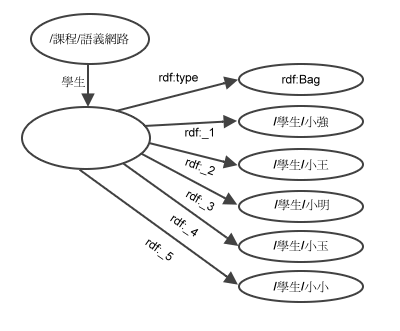 /課程/語義網路
學生
rdf:type
rdf:Bag
rdf:_1
/學生/小強
rdf:_2
/學生/小王
rdf:_3
/學生/小明
rdf:_4
/學生/小玉
rdf:_5
/學生/小小